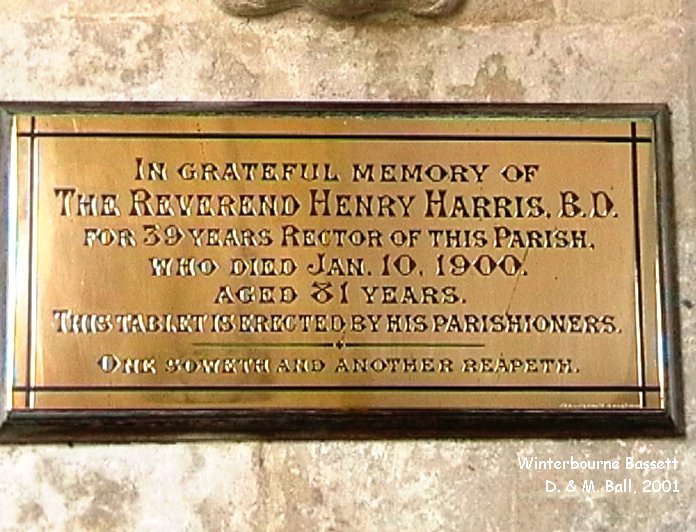 IN GRATEFUL MEMORY OF
THE REVEREND HENRY HARRIS, B.D.
FOR 39 YEARS RECTOR OF THIS PARISH,
WHO DIED JAN. 10, 1900.
AGED 81 YEARS.
THIS TABLET IS ERECTED BY HIS PARISHIONERS.
ONE SOWETH AND ANOTHER REAPETH.
Winterbourne Bassett
D. & M. Ball, 2001